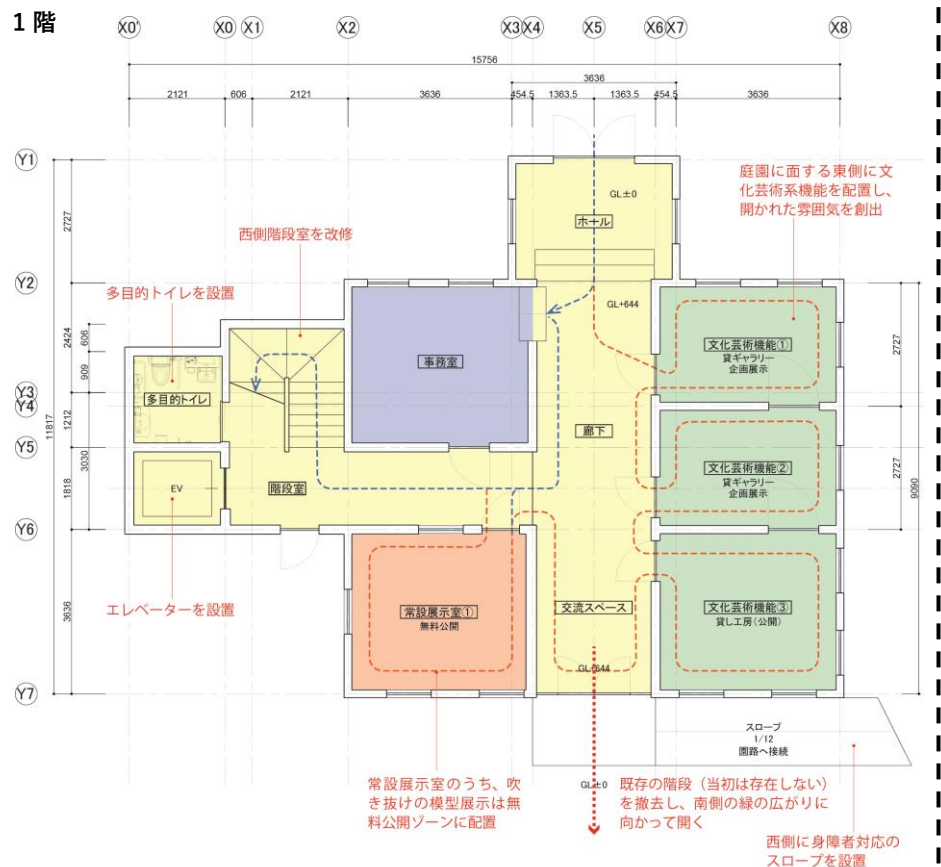 1階
X0' X0 X1 X2 X3 X4 X5 X6 X7 X8
15756
3636
2121 606 2121 3636 454.5 1363.5 1363.5 454.5 3636
Y1
Y2
Y3
Y4
Y5
Y6
Y7
11817
2727
2424
1212
1818
3636
606
909
3030
2727
2727
9090
GL±0
ホール
庭園に面する東側に文
化芸術系機能を配置し、
開かれた雰囲気を創出
西側階段室を改修
多目的トイレを設置
GL+644
事務室
文化芸術機能①
貸ギャラリー
企画展示
多目的トイレ
廊下
文化芸術機能②
貸ギャラリー
企画展示
EV
階段室
エレベーターを設置
常設展示室①
無料公開
交流スペース
文化芸術機能③
貸し工房(公開)
GL+644
スロープ
1/12
園路へ接続
常設展示室のうち、吹
き抜けの模型展示は無
料公開ゾーンに配置
GL±0
既存の階段（当初は存在しない）
を撤去し、南側の緑の広がりに
向かって開く
西側に身障者対応の
スロープを設置